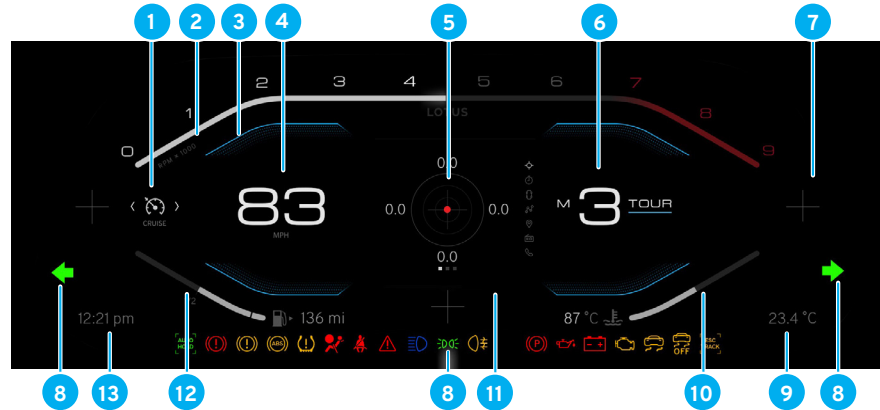 1 2 3 4 5 6 7
0 1 2 3 4 5 6 7 8 9
RPM × 1000
LOTUS
0.0
0.0 0.0
0.0
‹ CRUISE ›
83
MPH
M 3 TOUR
12:21 pm
136 mi
87 °C
23.4 °C
AUTO HOLD
ABS
P
OFF
ESC
BACK
8 13 12 8 11 10 9 8